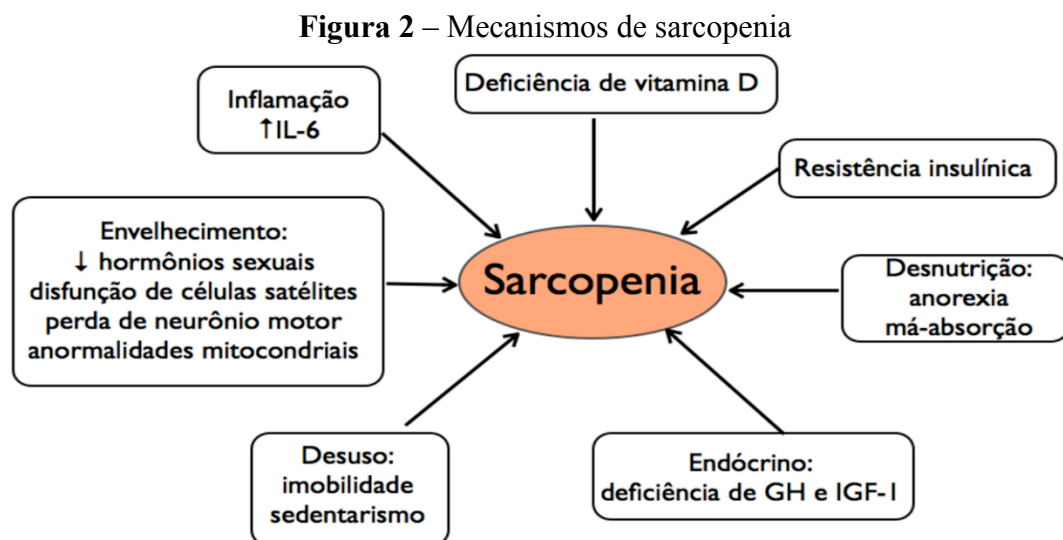 Figura 2 – Mecanismos de sarcopenia
Deficiência de vitamina D
Inflamação
↑IL-6
Resistência insulínica
Envelhecimento:
↓ hormônios sexuais
disfunção de células satélites
perda de neurônio motor
anormalidades mitocondriais
Sarcopenia
Desnutrição:
anorexia
má-absorção
Desuso:
imobilidade
sedentarismo
Endócrino:
deficiência de GH e IGF-1